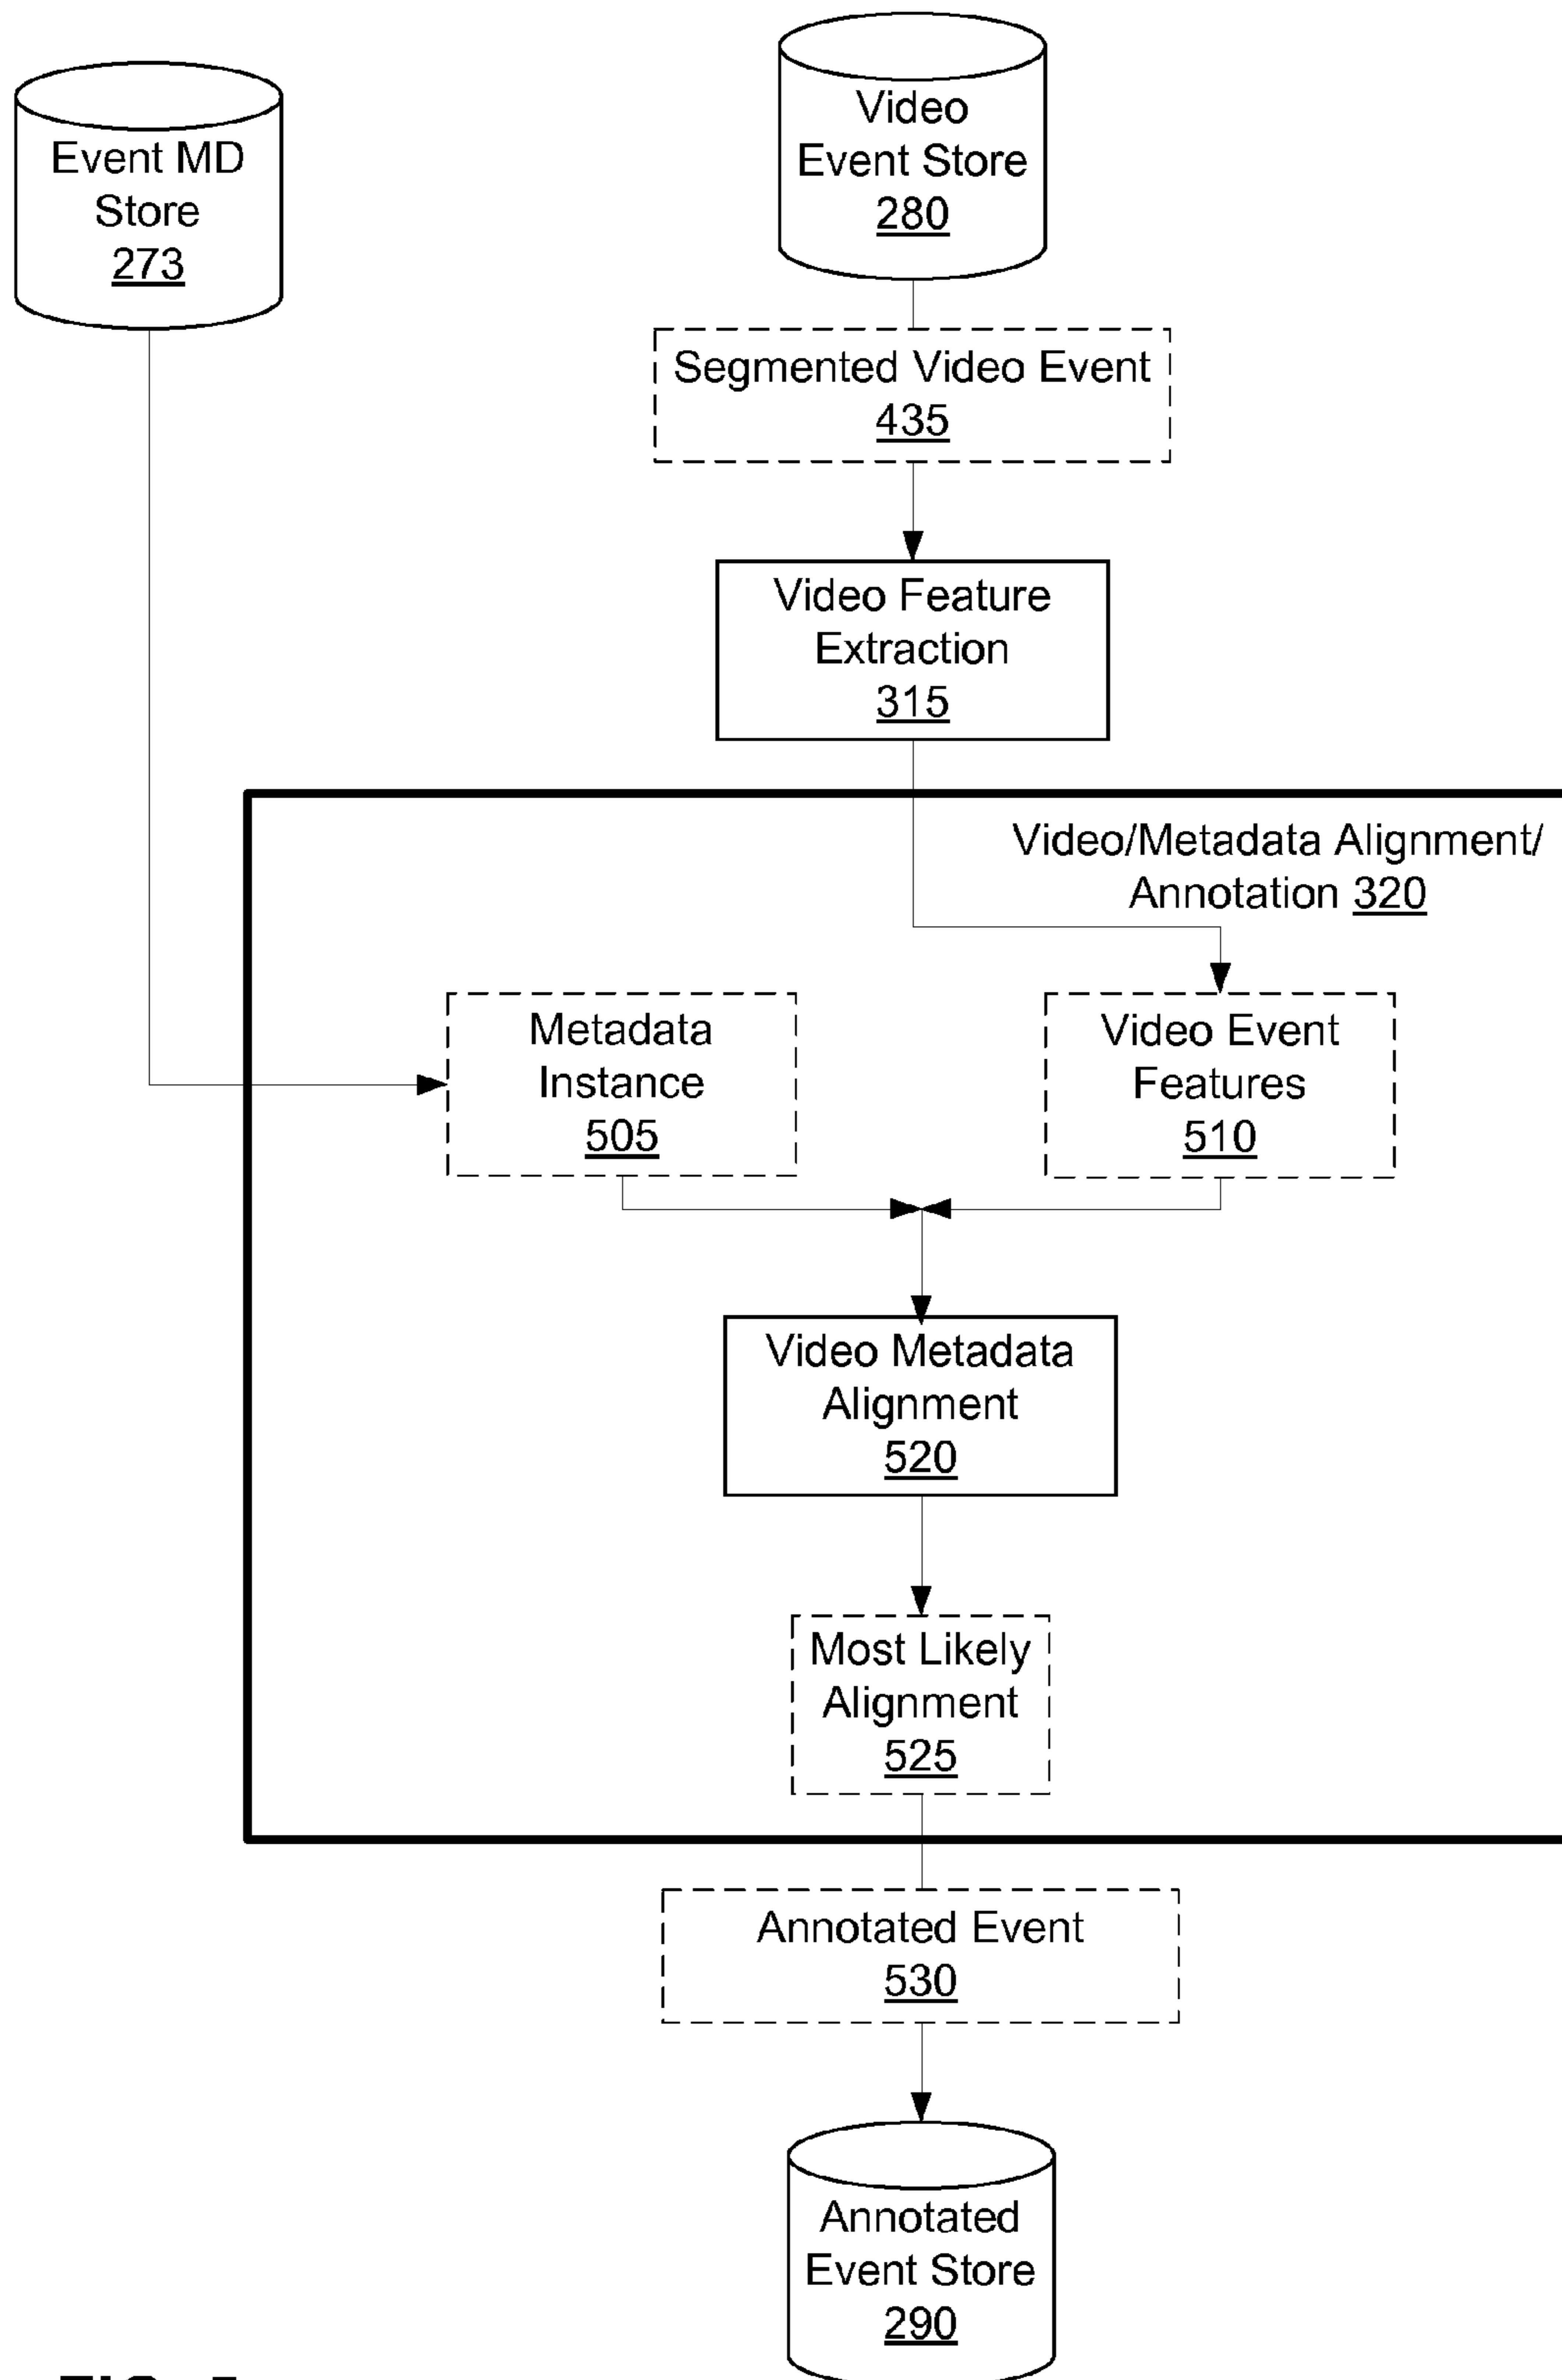 Event MD
Store
273
Video
Event Store
280
Segmented Video Event
435
Video Feature
Extraction
315
Video/Metadata Alignment/
Annotation 320
Metadata
Instance
505
Video Event
Features
510
Video Metadata
Alignment
520
Most Likely
Alignment
525
Annotated Event
530
Annotated
Event Store
290